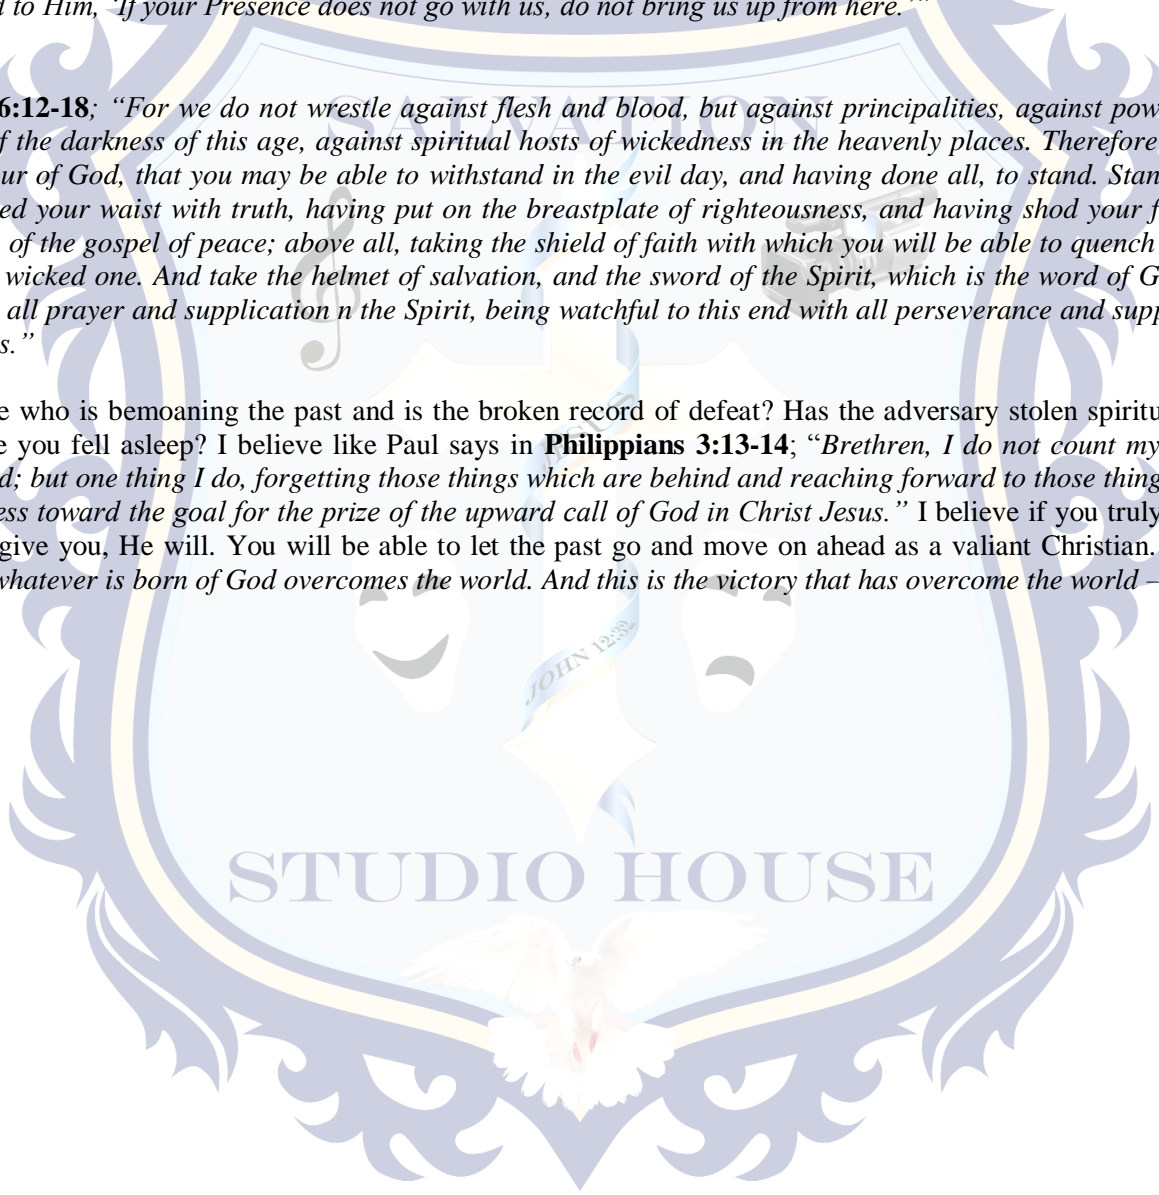 d to Him, 'If your Presence does not go with us, do not bring us up from here.'"
SALVATION
6:12-18; "For we do not wrestle against flesh and blood, but against principalities, against pow
f the darkness of this age, against spiritual hosts of wickedness in the heavenly places. Therefore
ur of God, that you may be able to withstand in the evil day, and having done all, to stand. Stan
ed your waist with truth, having put on the breastplate of righteousness, and having shod your f
of the gospel of peace; above all, taking the shield of faith with which you will be able to quench
wicked one. And take the helmet of salvation, and the sword of the Spirit, which is the word of G
all prayer and supplication n the Spirit, being watchful to this end with all perseverance and supp
s."
JESUS
e who is bemoaning the past and is the broken record of defeat? Has the adversary stolen spiritu
e you fell asleep? I believe like Paul says in Philippians 3:13-14; "Brethren, I do not count my
d; but one thing I do, forgetting those things which are behind and reaching forward to those thing
ess toward the goal for the prize of the upward call of God in Christ Jesus." I believe if you truly
give you, He will. You will be able to let the past go and move on ahead as a valiant Christian.
whatever is born of God overcomes the world. And this is the victory that has overcome the world –
JOHN 12:32
STUDIO HOUSE